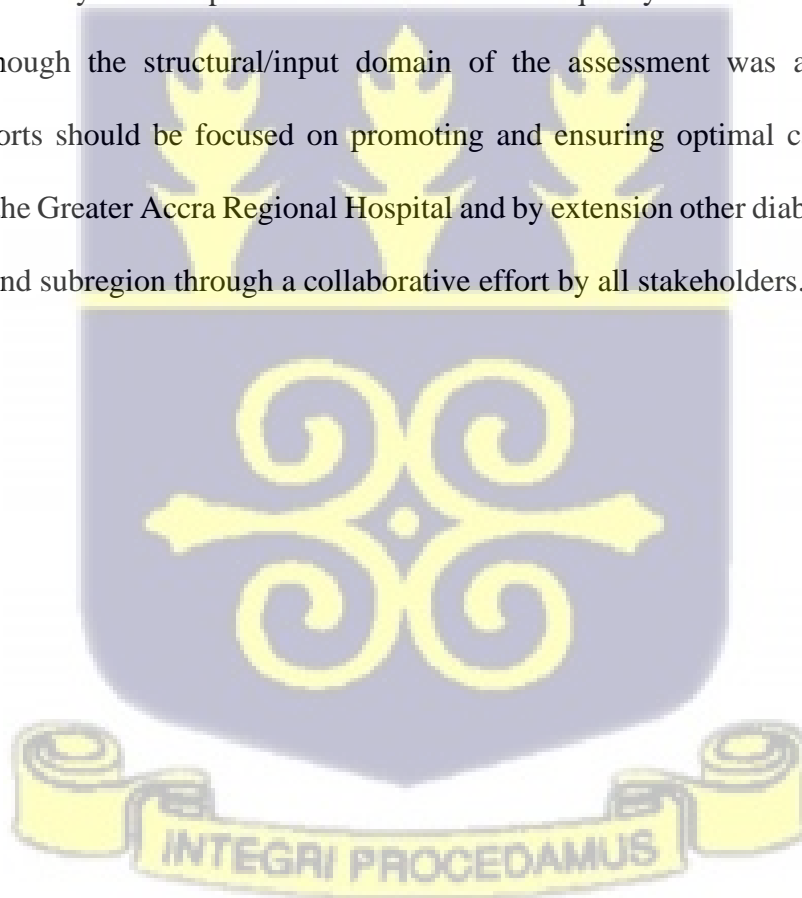 hough the structural/input domain of the assessment was a
orts should be focused on promoting and ensuring optimal c
he Greater Accra Regional Hospital and by extension other diab
nd subregion through a collaborative effort by all stakeholders.
INTEGRI PROCEDAMUS